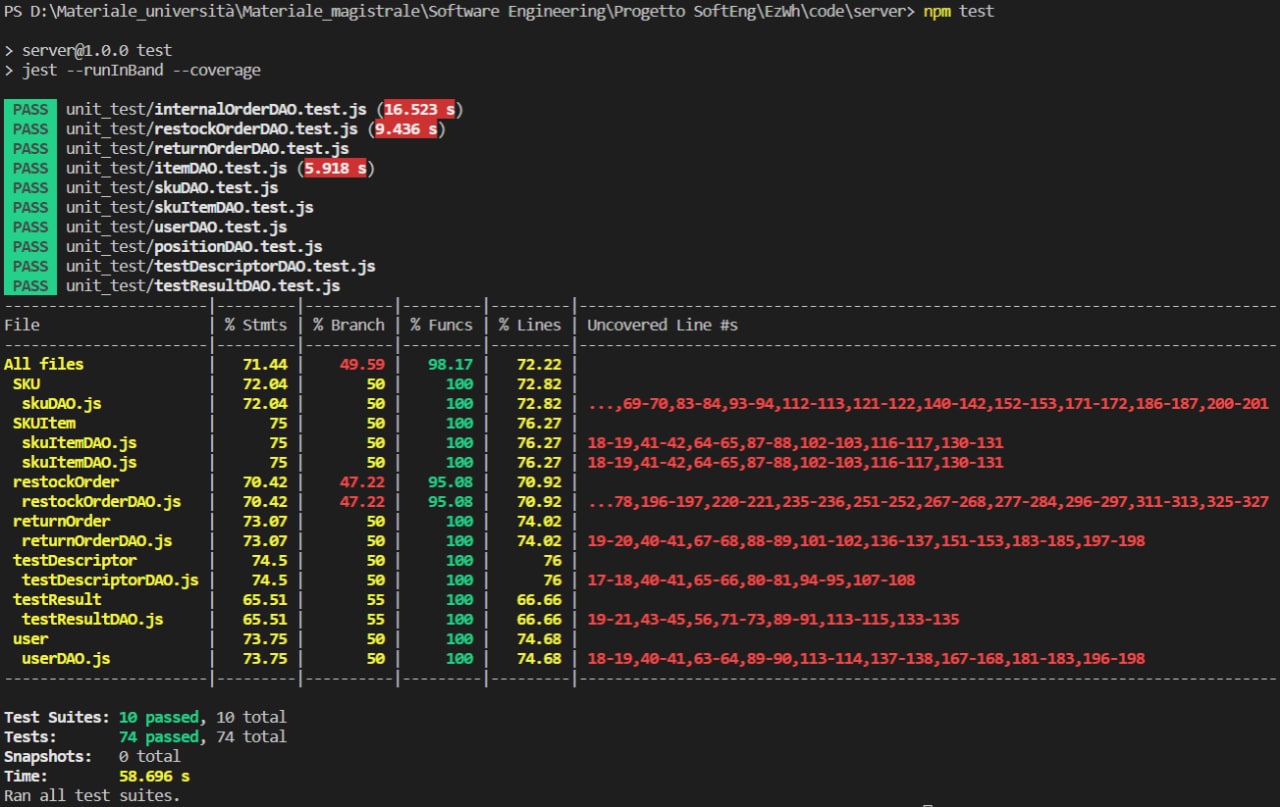 PS D:\Materiale_università\Materiale_magistrale\Software Engineering\Progetto SoftEng\EzWh\code\server> npm test
> server@1.0.0 test
> jest --runInBand --coverage
PASS unit_test/internalOrderDAO.test.js (16.523 s)
PASS unit_test/restockOrderDAO.test.js (9.436 s)
PASS unit_test/returnOrderDAO.test.js
PASS unit_test/itemDAO.test.js (5.918 s)
PASS unit_test/skuDAO.test.js
PASS unit_test/skuItemDAO.test.js
PASS unit_test/userDAO.test.js
PASS unit_test/positionDAO.test.js
PASS unit_test/testDescriptorDAO.test.js
PASS unit_test/testResultDAO.test.js
-----------------------|---------|----------|---------|---------|-------------------------------------------------------------------------------
File | % Stmts | % Branch | % Funcs | % Lines | Uncovered Line #s
-----------------------|---------|----------|---------|---------|-------------------------------------------------------------------------------
All files | 71.44 | 49.59 | 98.17 | 72.22 |
SKU | 72.04 | 50 | 100 | 72.82 |
skuDAO.js | 72.04 | 50 | 100 | 72.82 | ...,69-70,83-84,93-94,112-113,121-122,140-142,152-153,171-172,186-187,200-201
SKUItem | 75 | 50 | 100 | 76.27 |
skuItemDAO.js | 75 | 50 | 100 | 76.27 | 18-19,41-42,64-65,87-88,102-103,116-117,130-131
skuItemDAO.js | 75 | 50 | 100 | 76.27 | 18-19,41-42,64-65,87-88,102-103,116-117,130-131
restockOrder | 70.42 | 47.22 | 95.08 | 70.92 |
restockOrderDAO.js | 70.42 | 47.22 | 95.08 | 70.92 | ...78,196-197,220-221,235-236,251-252,267-268,277-284,296-297,311-313,325-327
returnOrder | 73.07 | 50 | 100 | 74.02 |
returnOrderDAO.js | 73.07 | 50 | 100 | 74.02 | 19-20,40-41,67-68,88-89,101-102,136-137,151-153,183-185,197-198
testDescriptor | 74.5 | 50 | 100 | 76 |
testDescriptorDAO.js | 74.5 | 50 | 100 | 76 | 17-18,40-41,65-66,80-81,94-95,107-108
testResult | 65.51 | 55 | 100 | 66.66 |
testResultDAO.js | 65.51 | 55 | 100 | 66.66 | 19-21,43-45,56,71-73,89-91,113-115,133-135
user | 73.75 | 50 | 100 | 74.68 |
userDAO.js | 73.75 | 50 | 100 | 74.68 | 18-19,40-41,63-64,89-90,113-114,137-138,167-168,181-183,196-198
-----------------------|---------|----------|---------|---------|-------------------------------------------------------------------------------
Test Suites: 10 passed, 10 total
Tests: 74 passed, 74 total
Snapshots: 0 total
Time: 58.696 s
Ran all test suites.